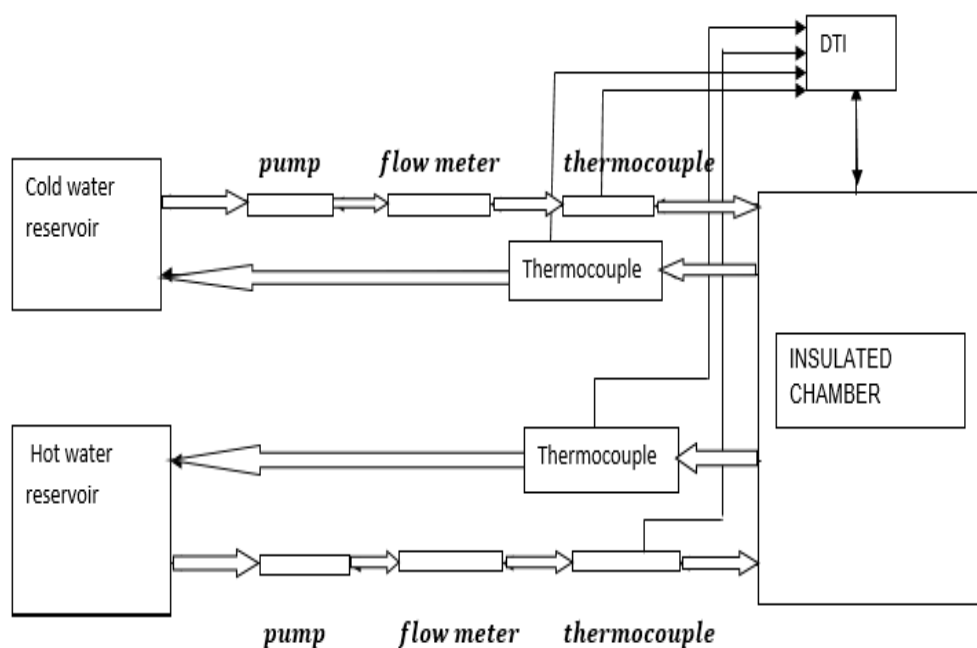 DTI
pump
flow meter
thermocouple
Cold water
reservoir
Thermocouple
INSULATED
CHAMBER
Hot water
reservoir
Thermocouple
pump
flow meter
thermocouple